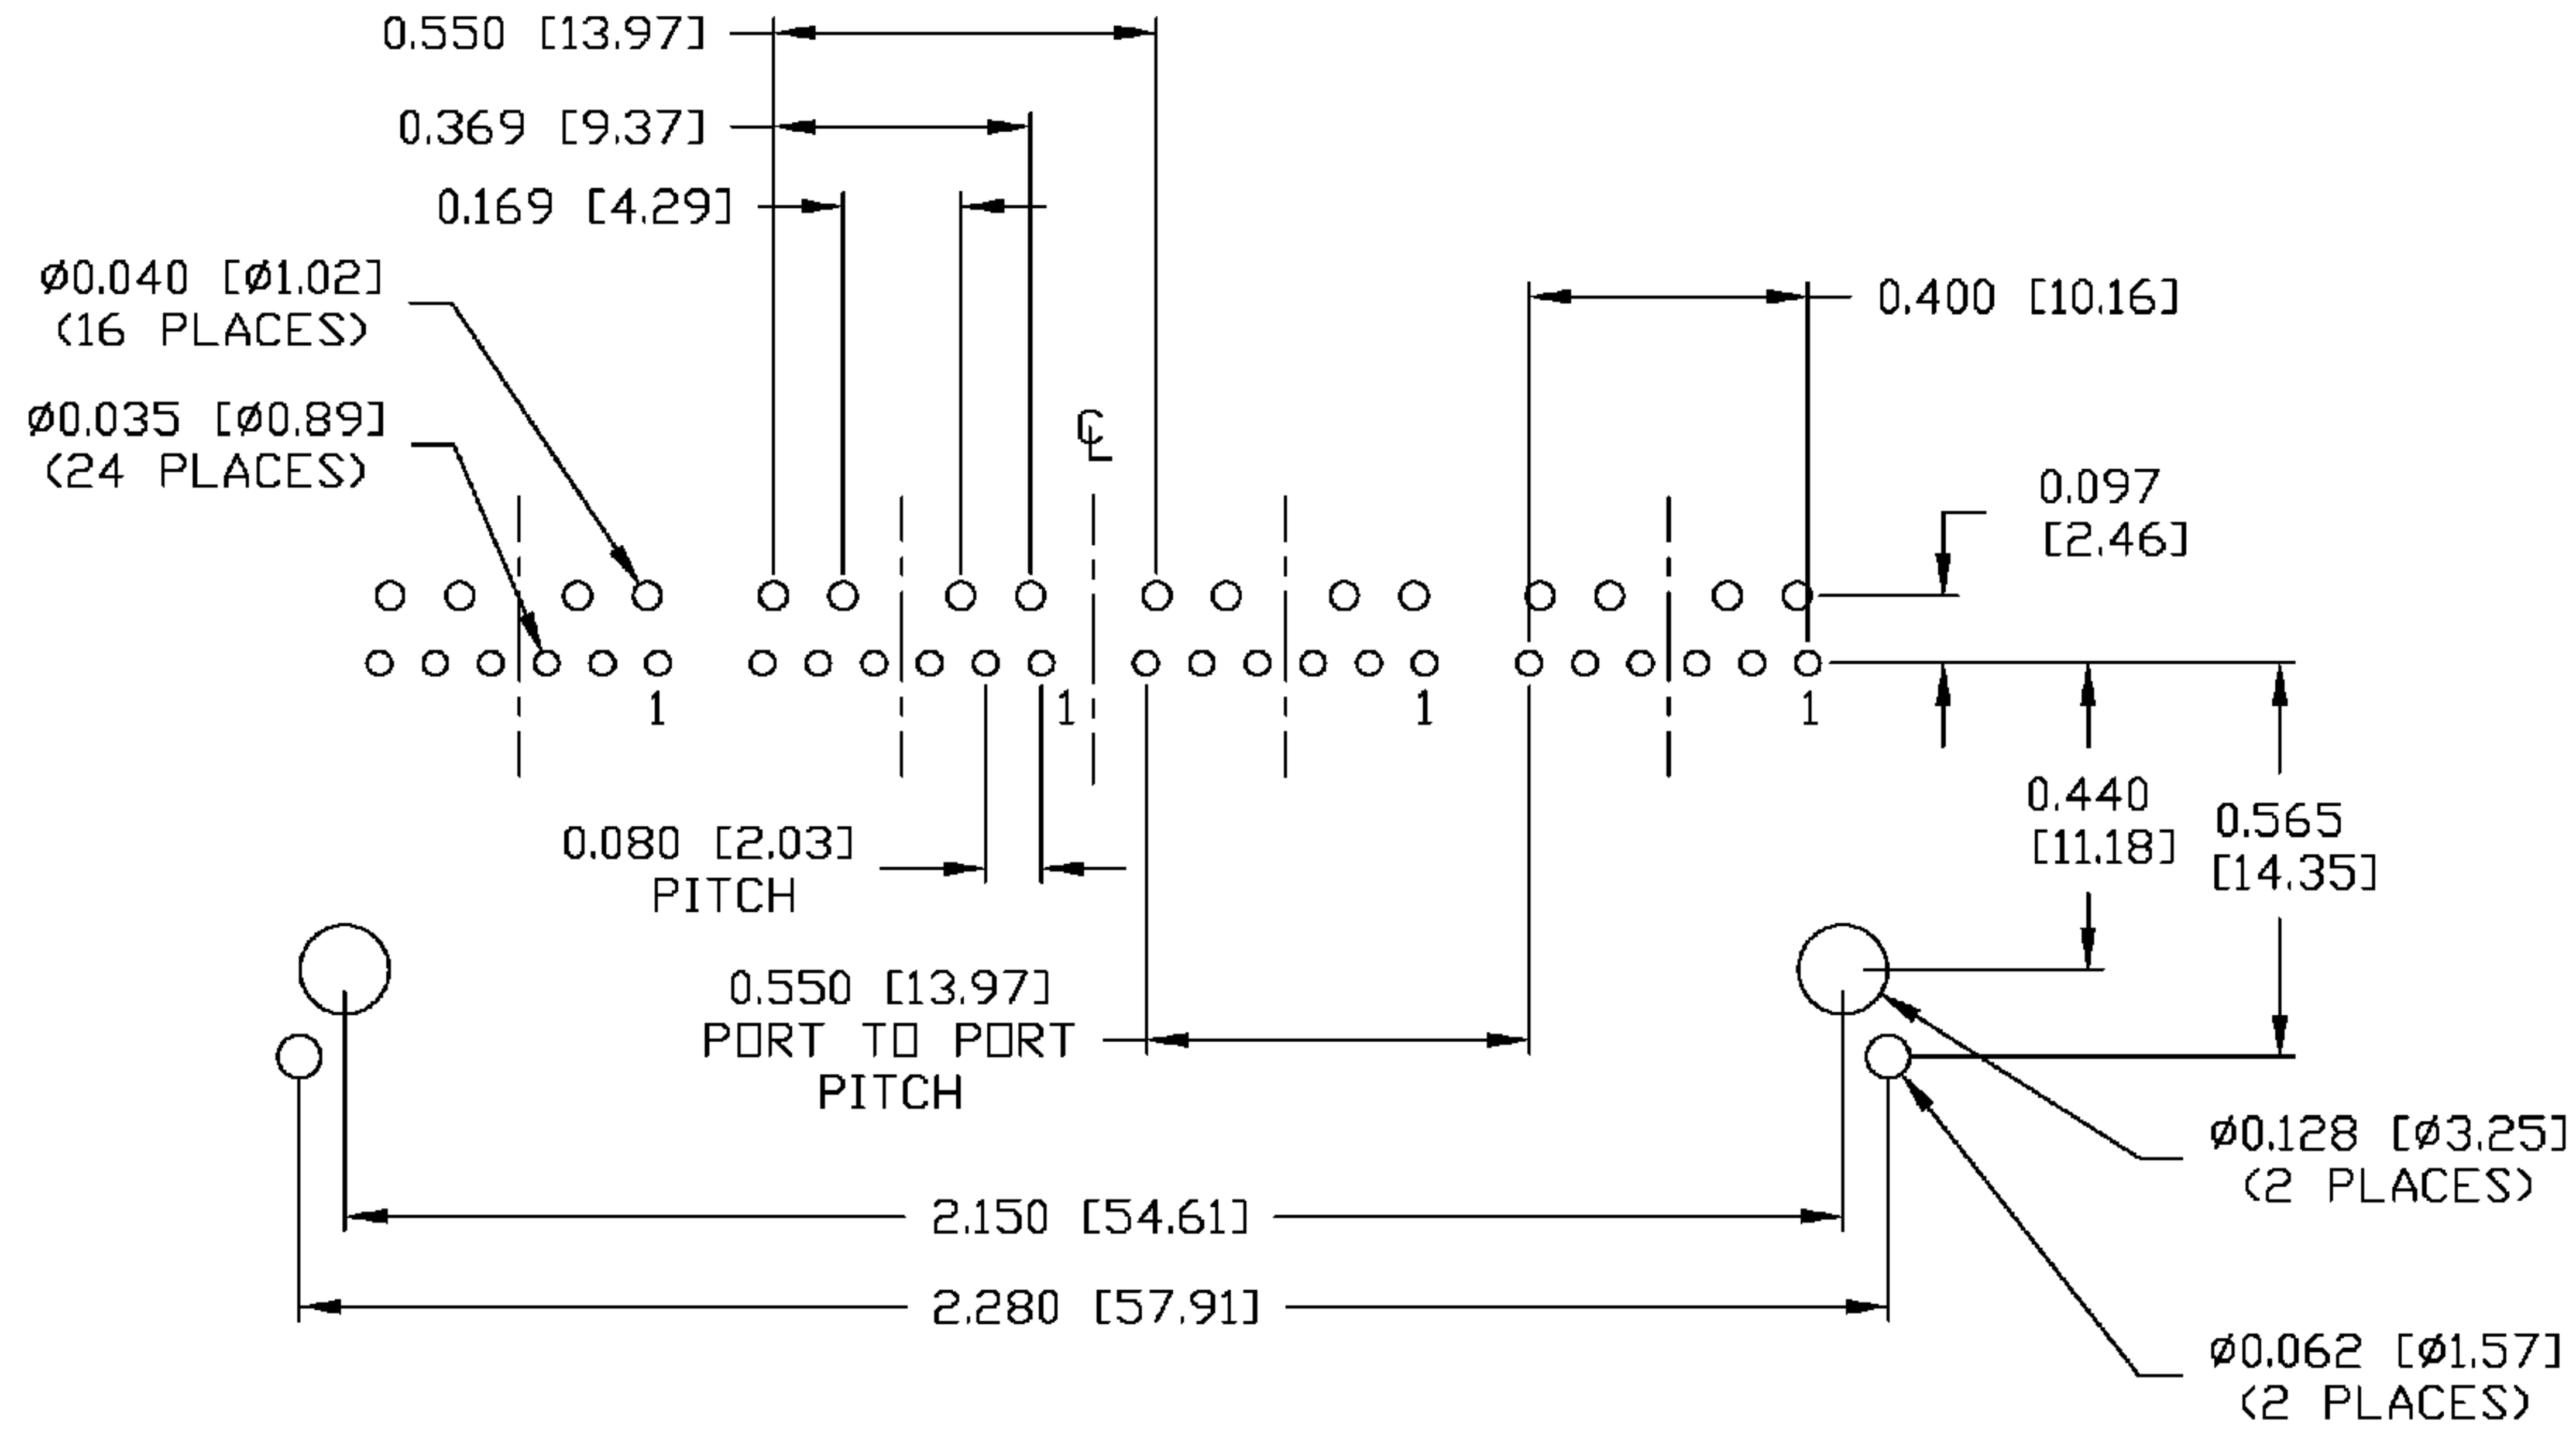 0.550 [13.97]
0.369 [9.37]
0.169 [4.29]
Ø0.040 [Ø1.02]
(16 PLACES)
0.400 [10.16]
Ø0.035 [Ø0.89]
(24 PLACES)
℄
0.097
[2.46]
1
1
1
1
0.080 [2.03]
PITCH
0.440
[11.18]
0.565
[14.35]
0.550 [13.97]
PORT TO PORT
PITCH
Ø0.128 [Ø3.25]
(2 PLACES)
2.150 [54.61]
2.280 [57.91]
Ø0.062 [Ø1.57]
(2 PLACES)